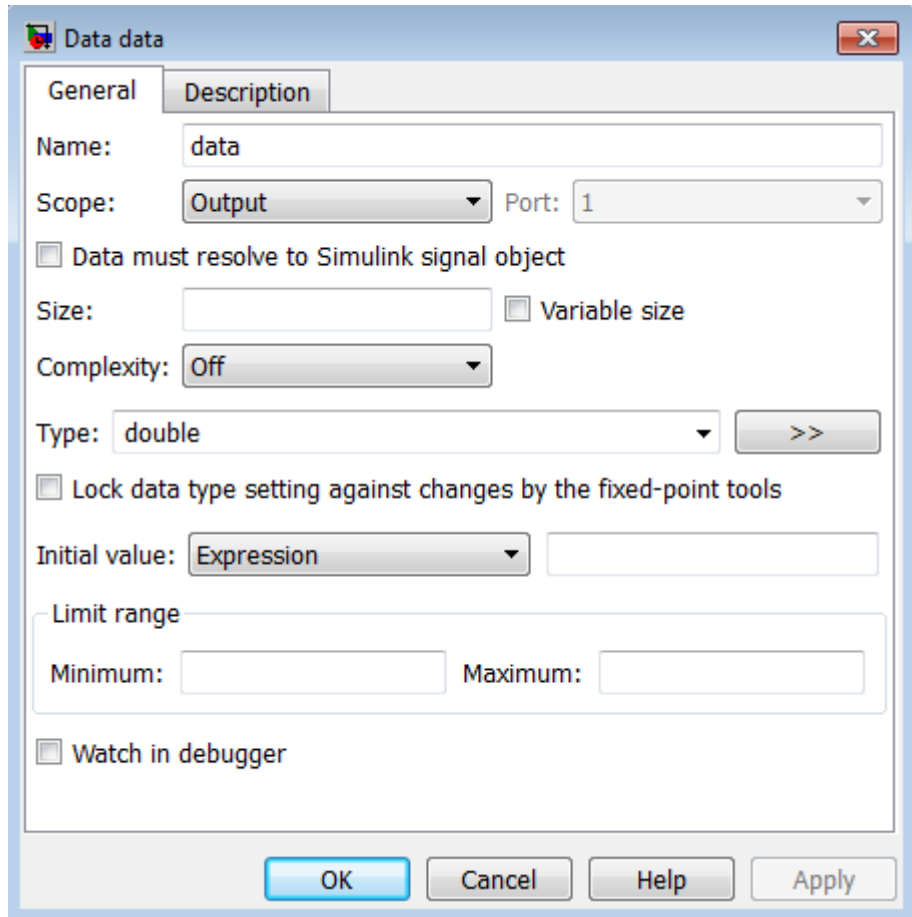 Data data
General Description
Name: data
Scope: Output Port: 1
Data must resolve to Simulink signal object
Size: Variable size
Complexity: Off
Type: double >>
Lock data type setting against changes by the fixed-point tools
Initial value: Expression
Limit range
Minimum: Maximum:
Watch in debugger
OK Cancel Help Apply